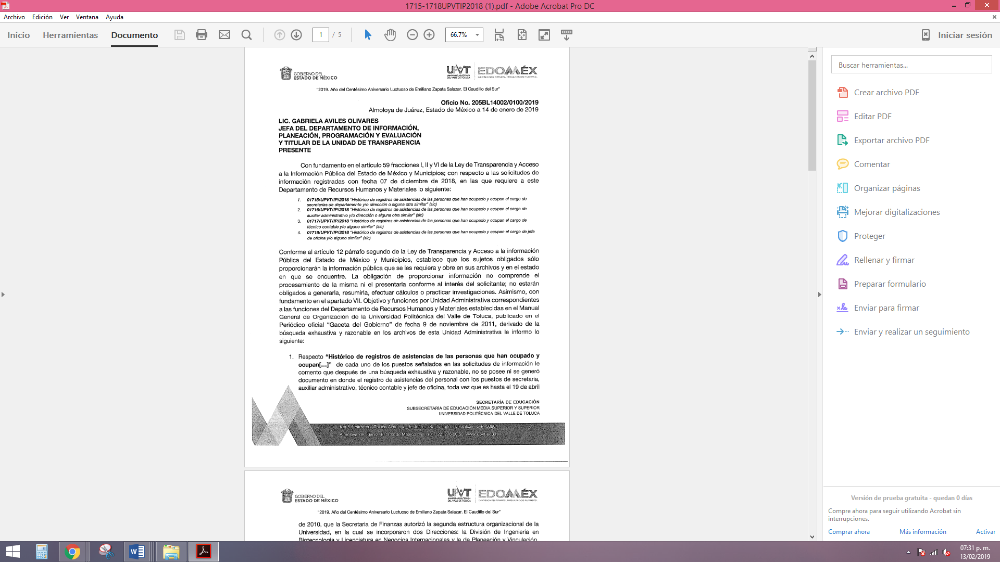 1715-1718UPVTIP2018 (1).pdf - Adobe Acrobat Pro DC
Archivo Edición Ver Ventana Ayuda
Inicio Herramientas Documento 1 / 5 66.7% Iniciar sesión
GOBIERNO DEL
ESTADO DE MÉXICO
UPVT
UNIVERSIDAD POLITÉCNICA
DEL VALLE DE TOLUCA
EDOMÉX
DECISIONES FIRMES, RESULTADOS FUERTES.
"2019. Año del Centésimo Aniversario Luctuoso de Emiliano Zapata Salazar. El Caudillo del Sur"
Oficio No. 205BL14002/0100/2019
Almoloya de Juárez, Estado de México a 14 de enero de 2019
LIC. GABRIELA AVILES OLIVARES
JEFA DEL DEPARTAMENTO DE INFORMACIÓN,
PLANEACIÓN, PROGRAMACIÓN Y EVALUACIÓN
Y TITULAR DE LA UNIDAD DE TRANSPARENCIA
PRESENTE
Con fundamento en el artículo 59 fracciones I, II y VI de la Ley de Transparencia y Acceso
a la Información Pública del Estado de México y Municipios; con respecto a las solicitudes de
información registradas con fecha 07 de diciembre de 2018, en las que requiere a este
Departamento de Recursos Humanos y Materiales lo siguiente:
1. 01715/UPVT/IP/2018 "Histórico de registros de asistencias de las personas que han ocupado y ocupan el cargo de
secretarias de departamento y/o dirección o alguna otra similar" (sic)
2. 01716/UPVT/IP/2018 "Histórico de registros de asistencias de las personas que han ocupado y ocupan el cargo de
auxiliar administrativo y/o dirección o alguna otra similar" (sic)
3. 01717/UPVT/IP/2018 "Histórico de registros de asistencias de las personas que han ocupado y ocupan el cargo de
técnico contable y/o alguno similar" (sic)
4. 01718/UPVT/IP/2018 "Histórico de registros de asistencias de las personas que han ocupado y ocupan el cargo de jefe
de oficina y/o alguno similar" (sic)
Conforme al artículo 12 párrafo segundo de la Ley de Transparencia y Acceso a la información
Pública del Estado de México y Municipios, establece que los sujetos obligados sólo
proporcionarán la información pública que se les requiera y obre en sus archivos y en el estado
en que se encuentre. La obligación de proporcionar información no comprende el
procesamiento de la misma ni el presentarla conforme al interés del solicitante; no estarán
obligados a generarla, resumirla, efectuar cálculos o practicar investigaciones. Asimismo, con
fundamento en el apartado VII. Objetivo y funciones por Unidad Administrativa correspondientes
a las funciones del Departamento de Recursos Humanos y Materiales establecidas en el Manual
General de Organización de la Universidad Politécnica del Valle de Toluca, publicado en el
Periódico oficial "Gaceta del Gobierno" de fecha 9 de noviembre de 2011, derivado de la
búsqueda exhaustiva y razonable en los archivos de esta Unidad Administrativa le informo lo
siguiente:
1. Respecto "Histórico de registros de asistencias de las personas que han ocupado y
ocupan[...]" de cada uno de los puestos señalados en las solicitudes de información le
comento que después de una búsqueda exhaustiva y razonable, no se posee ni se generó
documento en donde el registro de asistencias del personal con los puestos de secretaria,
auxiliar administrativo, técnico contable y jefe de oficina, toda vez que es hasta el 19 de abril
SECRETARÍA DE EDUCACIÓN
SUBSECRETARÍA DE EDUCACIÓN MEDIA SUPERIOR Y SUPERIOR
UNIVERSIDAD POLITÉCNICA DEL VALLE DE TOLUCA
Km 5.6 carretera Toluca-Almoloya de Juárez, Santiaguito Tlalcilalcali, C.P. 50904,
Almoloya de Juárez, Estado de México. (01 722) 276 60 60 www.upvt.edu.mx
GOBIERNO DEL
ESTADO DE MÉXICO
UPVT
UNIVERSIDAD POLITÉCNICA
DEL VALLE DE TOLUCA
EDOMÉX
DECISIONES FIRMES, RESULTADOS FUERTES.
"2019. Año del Centésimo Aniversario Luctuoso de Emiliano Zapata Salazar. El Caudillo del Sur"
de 2010, que la Secretaria de Finanzas autorizó la segunda estructura organizacional de la
Universidad, en la cual se incorporaron dos Direcciones: la División de Ingeniería en
Biotecnología y Licenciatura en Negocios Internacionales y la de Planeación y Vinculación,
Buscar herramientas...
Crear archivo PDF
Editar PDF
Exportar archivo PDF
Comentar
Organizar páginas
Mejorar digitalizaciones
Proteger
Rellenar y firmar
Preparar formulario
Enviar para firmar
Enviar y realizar un seguimiento
Versión de prueba gratuita - quedan 0 días
Compre ahora para seguir utilizando Acrobat sin
interrupciones.
Comprar ahora Más información Activar
07:31 p. m.
13/02/2019